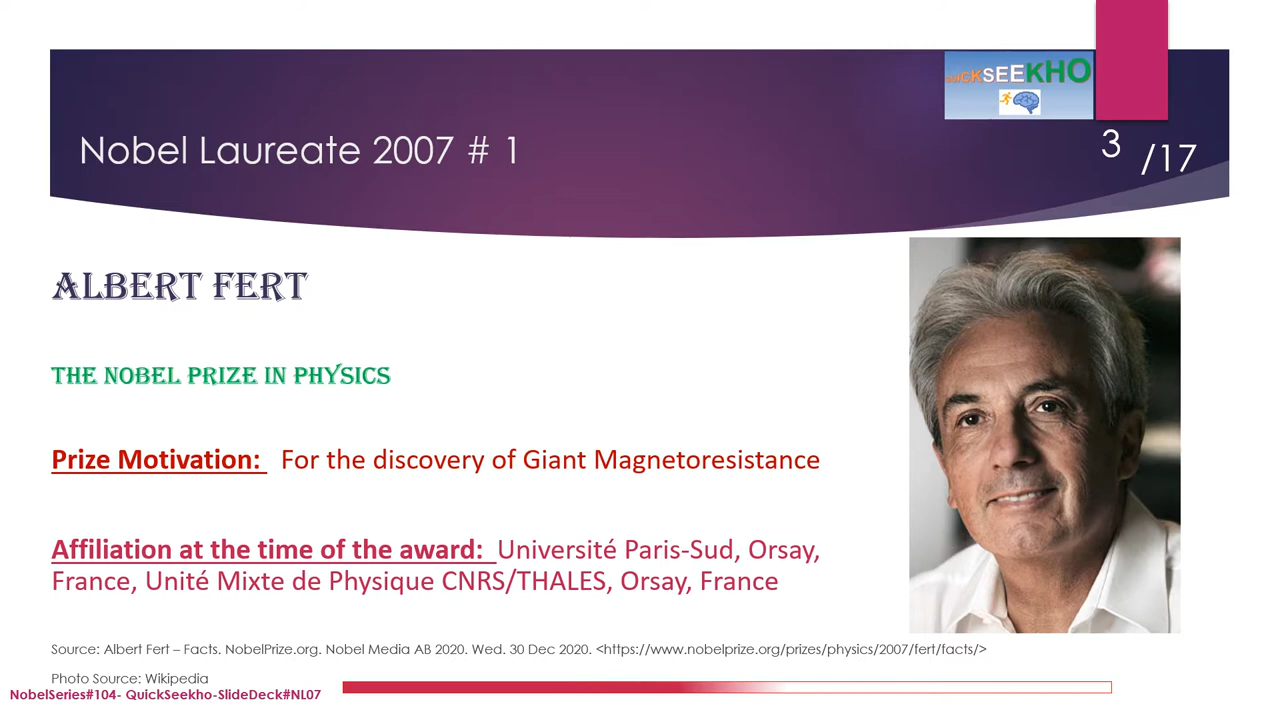 QUICKSEEKHO
Nobel Laureate 2007 # 1
3 /17
ALBERT FERT
THE NOBEL PRIZE IN PHYSICS
Prize Motivation: For the discovery of Giant Magnetoresistance
Affiliation at the time of the award: Université Paris-Sud, Orsay,
France, Unité Mixte de Physique CNRS/THALES, Orsay, France
Source: Albert Fert – Facts. NobelPrize.org. Nobel Media AB 2020. Wed. 30 Dec 2020. <https://www.nobelprize.org/prizes/physics/2007/fert/facts/>
Photo Source: Wikipedia
NobelSeries#104- QuickSeekho-SlideDeck#NL07